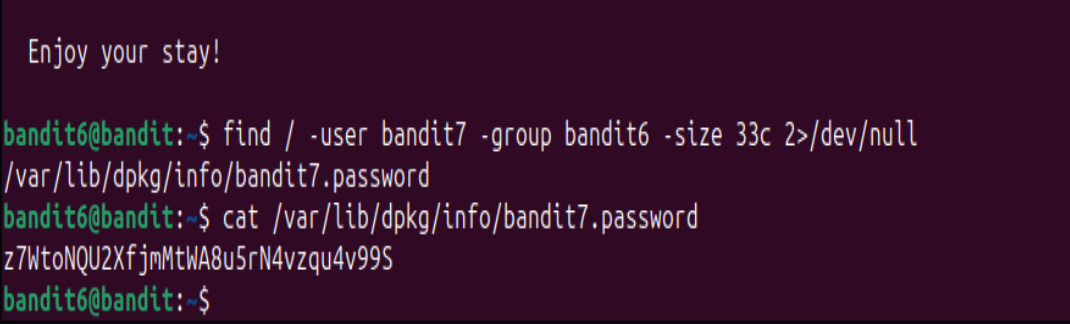 Enjoy your stay!
bandit6@bandit:~$ find / -user bandit7 -group bandit6 -size 33c 2>/dev/null
/var/lib/dpkg/info/bandit7.password
bandit6@bandit:~$ cat /var/lib/dpkg/info/bandit7.password
z7WtoNQU2XfjmMtWA8u5rN4vzqu4v99S
bandit6@bandit:~$